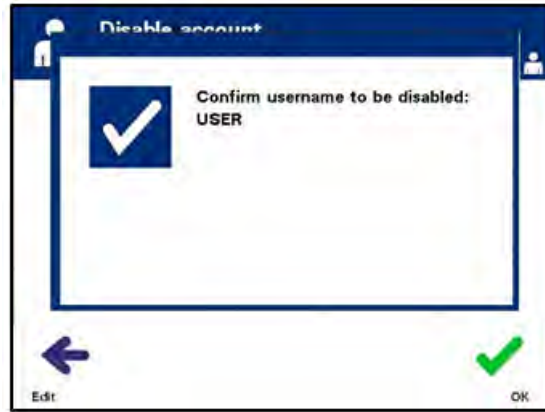 Disable account
Confirm username to be disabled:
USER
Edit
OK